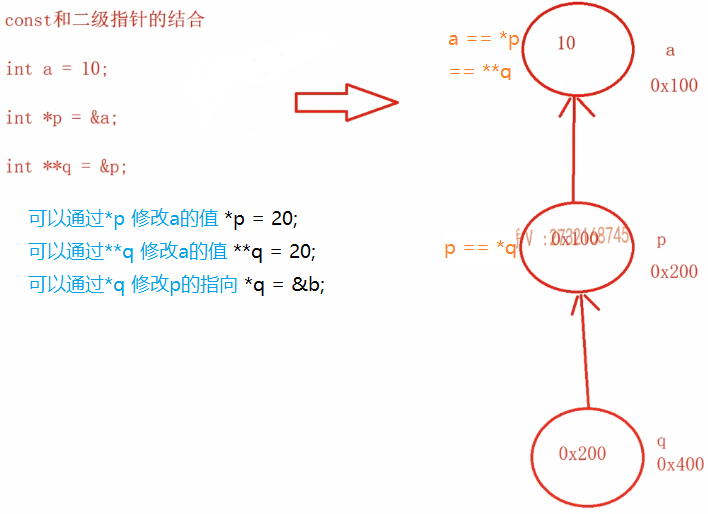 const和二级指针的结合
int a = 10;
int *p = &a;
int **q = &p;
可以通过*p 修改a的值 *p = 20;
可以通过**q 修改a的值 **q = 20;
可以通过*q 修改p的指向 *q = &b;
a == *p
== **q
10
a
0x100
p == *q
0x100
p
0x200
0x200
q
0x400